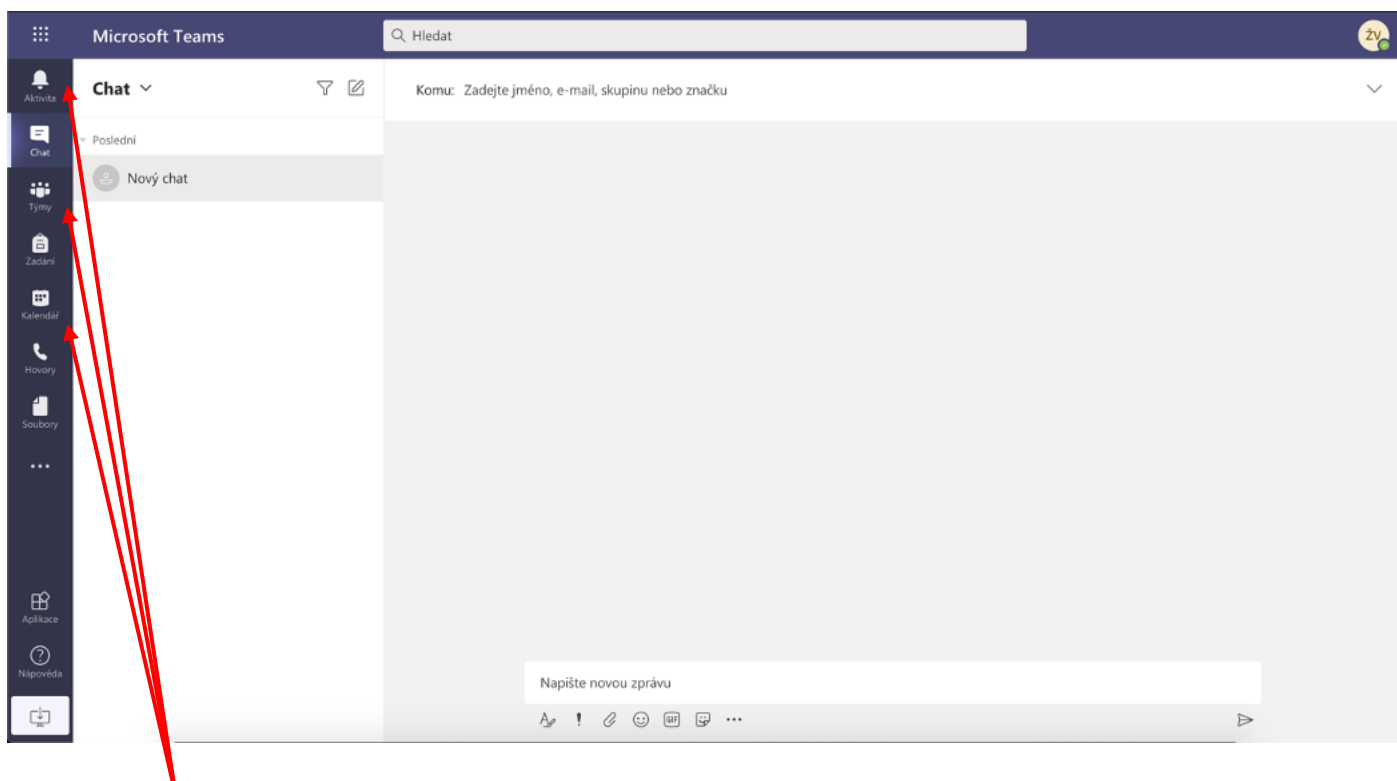 Microsoft Teams
Hledat
ŽV
Aktivita
Chat
Týmy
Zadání
Kalendář
Hovory
Soubory
Aplikace
Nápověda
Chat
Poslední
Nový chat
Komu: Zadejte jméno, e-mail, skupinu nebo značku
Napište novou zprávu
GIF